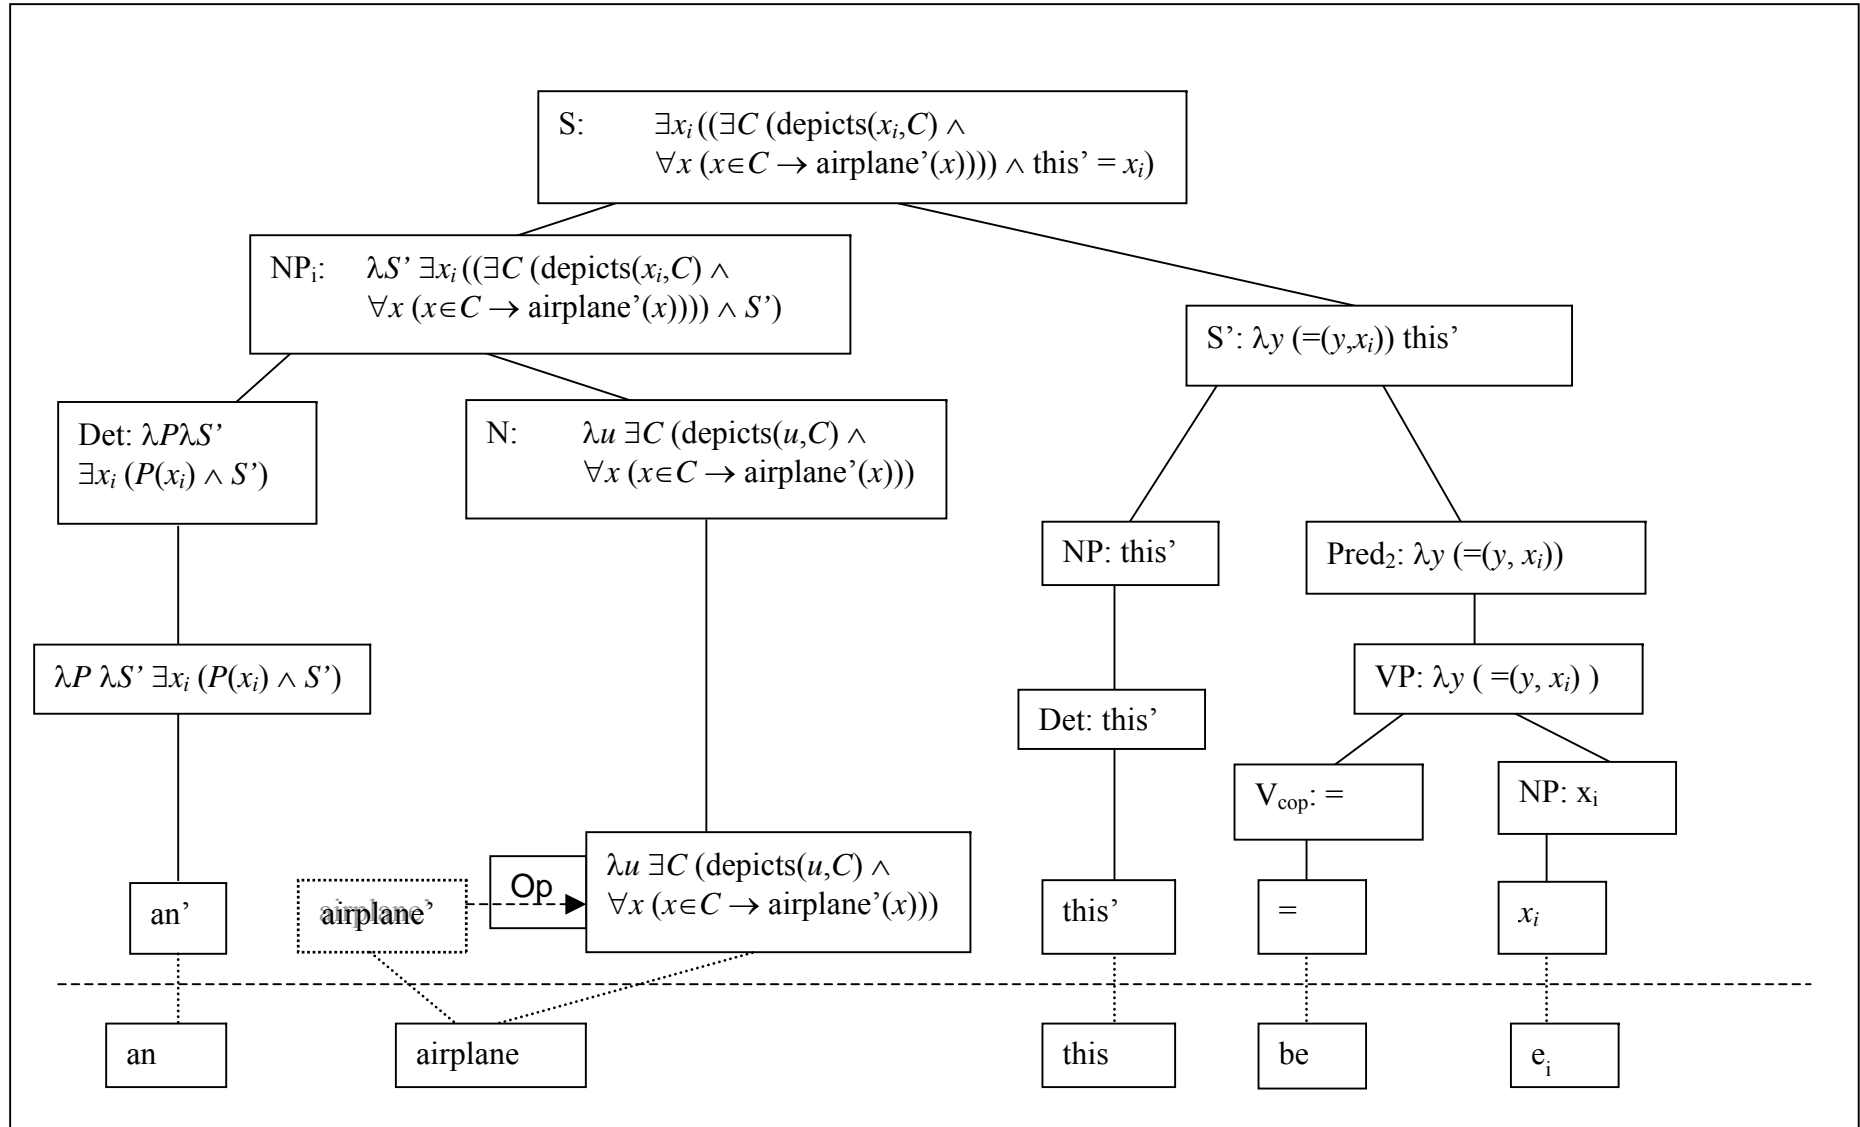 S: ∃xᵢ ((∃C (depicts(xᵢ,C) ∧
∀x (x∈C → airplane’(x)))) ∧ this’ = xᵢ)
NPᵢ: λS’ ∃xᵢ ((∃C (depicts(xᵢ,C) ∧
∀x (x∈C → airplane’(x)))) ∧ S’)
S’: λy (=(y,xᵢ)) this’
Det: λPλS’
∃xᵢ (P(xᵢ) ∧ S’)
N: λu ∃C (depicts(u,C) ∧
∀x (x∈C → airplane’(x)))
NP: this’
Pred₂: λy (=(y, xᵢ))
λP λS’ ∃xᵢ (P(xᵢ) ∧ S’)
VP: λy ( =(y, xᵢ) )
Det: this’
V_cop: =
NP: xᵢ
an’
airplane’
Op
λu ∃C (depicts(u,C) ∧
∀x (x∈C → airplane’(x)))
this’
=
xᵢ
an
airplane
this
be
eᵢ